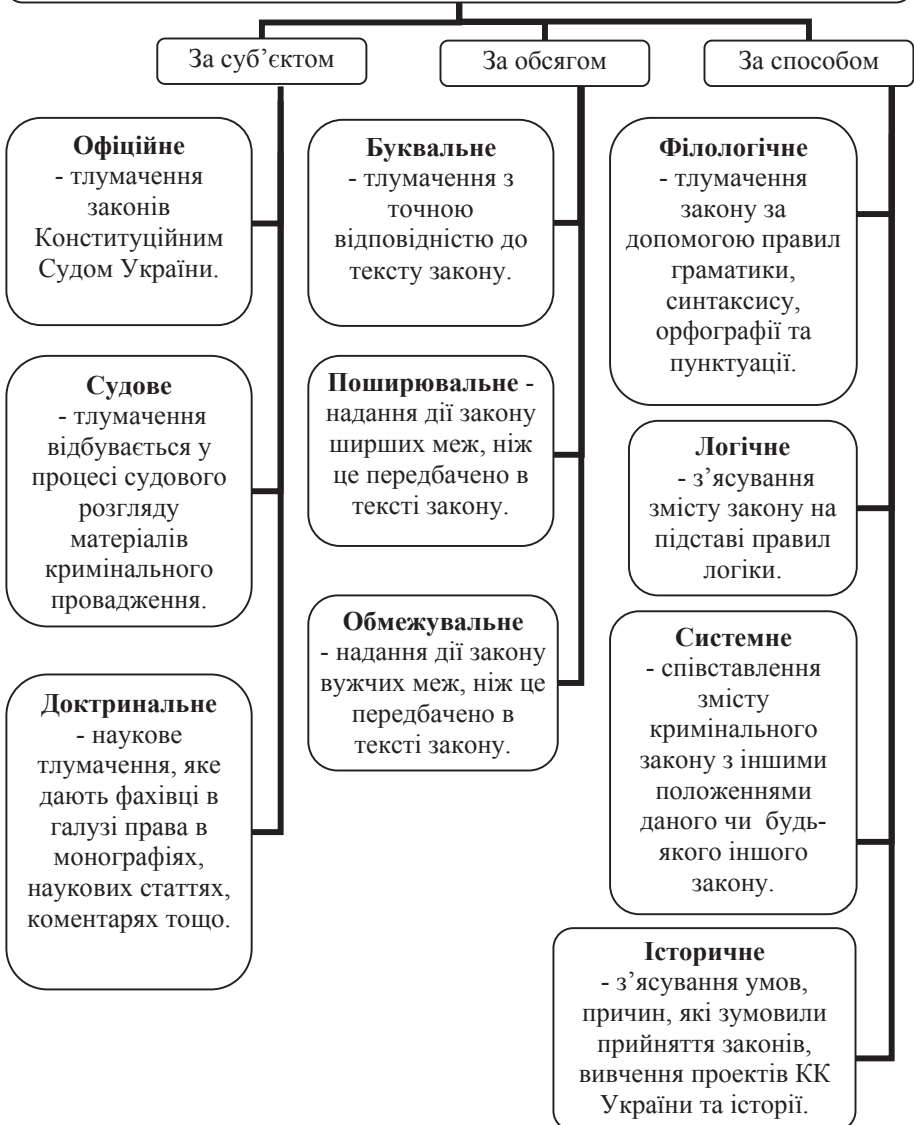 За суб’єктом
За обсягом
За способом
Офіційне
- тлумачення
законів
Конституційним
Судом України.
Судове
- тлумачення
відбувається у
процесі судового
розгляду
матеріалів
кримінального
провадження.
Доктринальне
- наукове
тлумачення, яке
дають фахівці в
галузі права в
монографіях,
наукових статтях,
коментарях тощо.
Буквальне
- тлумачення з
точною
відповідністю до
тексту закону.
Поширювальне -
надання дії закону
ширших меж, ніж
це передбачено в
тексті закону.
Обмежувальне
- надання дії закону
вужчих меж, ніж це
передбачено в
тексті закону.
Філологічне
- тлумачення
закону за
допомогою правил
граматики,
синтаксису,
орфографії та
пунктуації.
Логічне
- з’ясування
змісту закону на
підставі правил
логіки.
Системне
- співставлення
змісту
кримінального
закону з іншими
положеннями
даного чи будь-
якого іншого
закону.
Історичне
- з’ясування умов,
причин, які зумовили
прийняття законів,
вивчення проектів КК
України та історії.